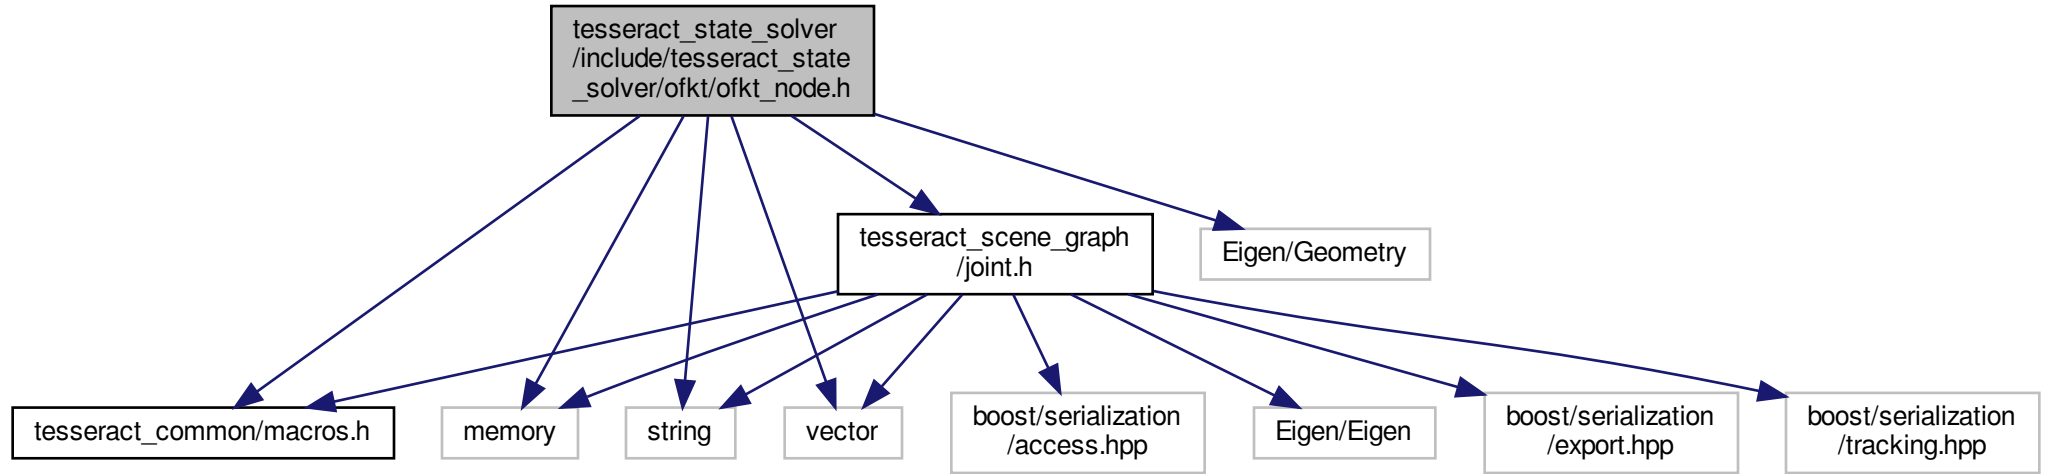 tesseract_state_solver
/include/tesseract_state
_solver/ofkt/ofkt_node.h
tesseract_scene_graph
/joint.h
Eigen/Geometry
tesseract_common/macros.h
memory
string
vector
boost/serialization
/access.hpp
Eigen/Eigen
boost/serialization
/export.hpp
boost/serialization
/tracking.hpp